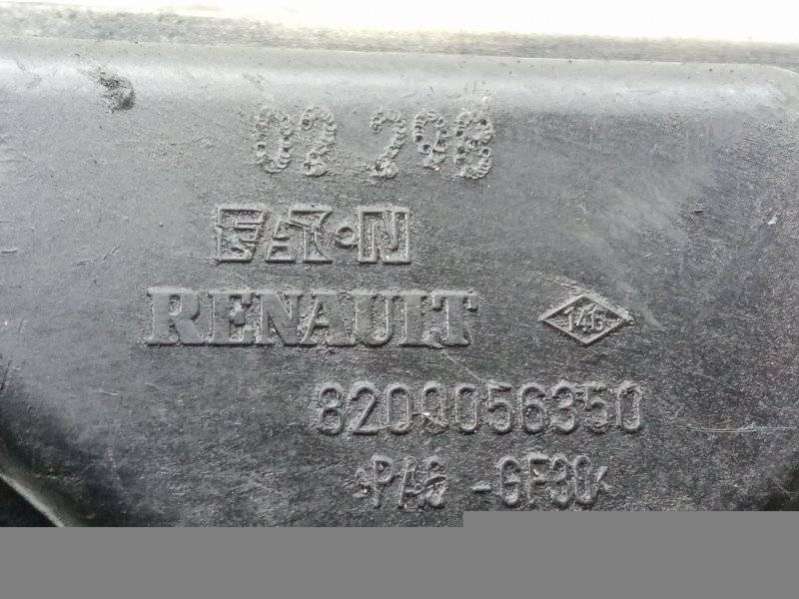 02 298
EATON
RENAULT
146
8200056350
>PA6-GF30<